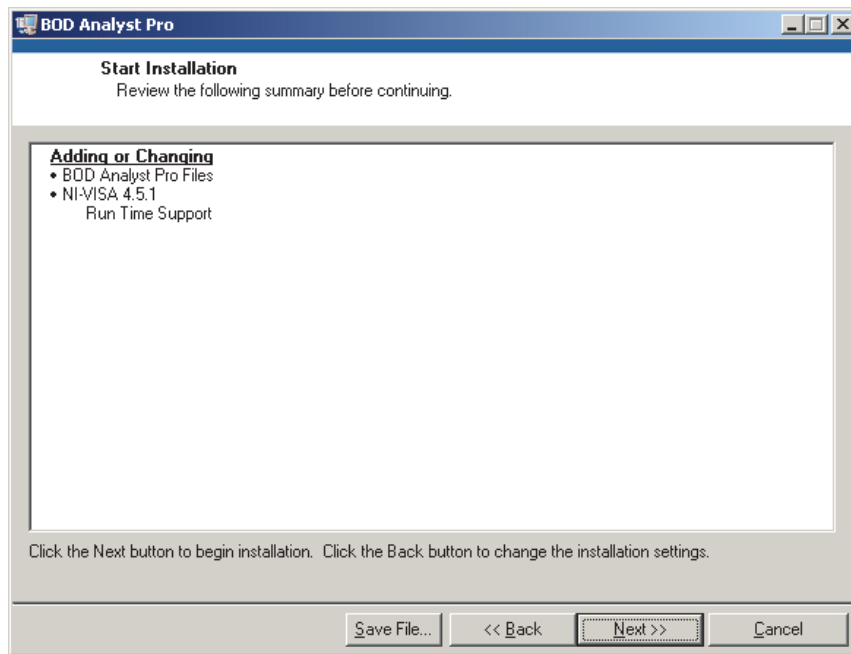 BOD Analyst Pro
Start Installation
Review the following summary before continuing.
Adding or Changing
• BOD Analyst Pro Files
• NI-VISA 4.5.1
Run Time Support
Click the Next button to begin installation. Click the Back button to change the installation settings.
Save File... << Back Next >> Cancel